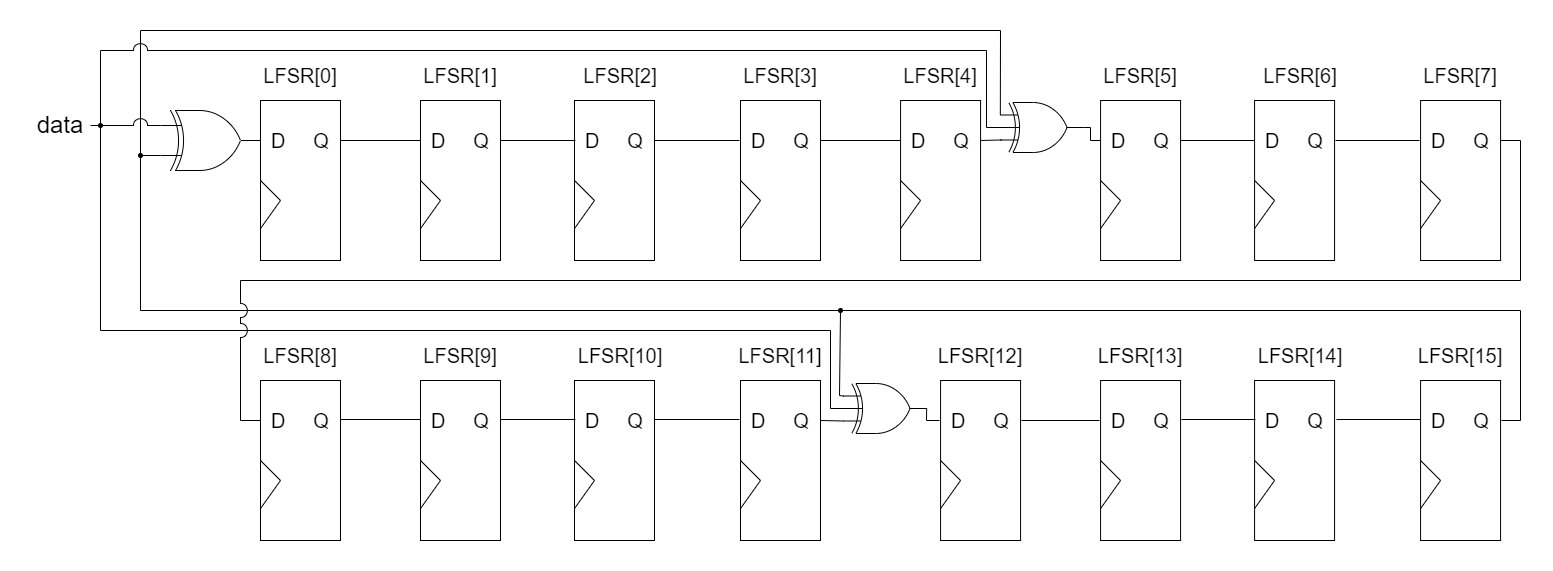 LFSR[0] LFSR[1] LFSR[2] LFSR[3] LFSR[4] LFSR[5] LFSR[6] LFSR[7]
data
D Q D Q D Q D Q D Q D Q D Q D Q
LFSR[8] LFSR[9] LFSR[10] LFSR[11] LFSR[12] LFSR[13] LFSR[14] LFSR[15]
D Q D Q D Q D Q D Q D Q D Q D Q